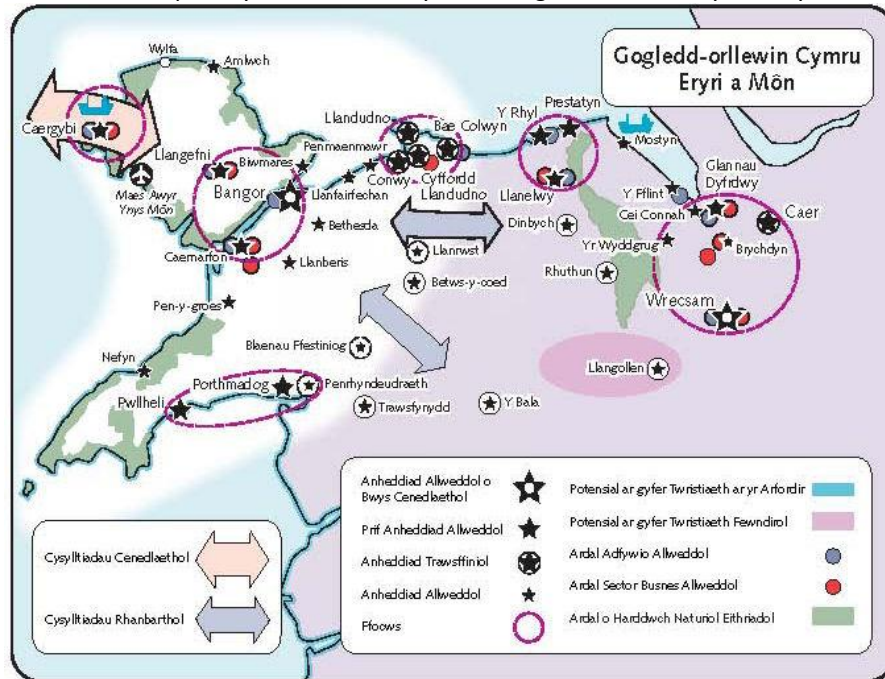 Gogledd-orllewin Cymru
Eryri a Môn
Wylfa
Amlwch
Caergybi
Llangefni
Biwmares
Penmaenmawr
Llandudno
Bae Colwyn
Y Rhyl
Prestatyn
Mostyn
Maes Awyr
Ynys Môn
Bangor
Llanfairfechan
Conwy
Cyffordd
Llandudno
Llanelwy
Y Fflint
Glannau
Dyfrdwy
Cei Connah
Caer
Bethesda
Dinbych
Yr Wyddgrug
Brychdyn
Caernarfon
Llanberis
Llanrwst
Betws-y-coed
Rhuthun
Wrecsam
Pen-y-groes
Blaenau Ffestiniog
Nefyn
Llangollen
Porthmadog
Penrhyndeudraeth
Pwllheli
Trawsfynydd
Y Bala
Anheddiad Allweddol o
Bwys Cenedlaethol
Prif Anheddiad Allweddol
Anheddiad Trawsffiniol
Anheddiad Allweddol
Ffocws
Potensial ar gyfer Twristiaeth ar yr Arfordir
Potensial ar gyfer Twristiaeth Fewndirol
Ardal Adfywio Allweddol
Ardal Sector Busnes Allweddol
Ardal o Harddwch Naturiol Eithriadol
Cysylltiadau Cenedlaethol
Cysylltiadau Rhanbarthol